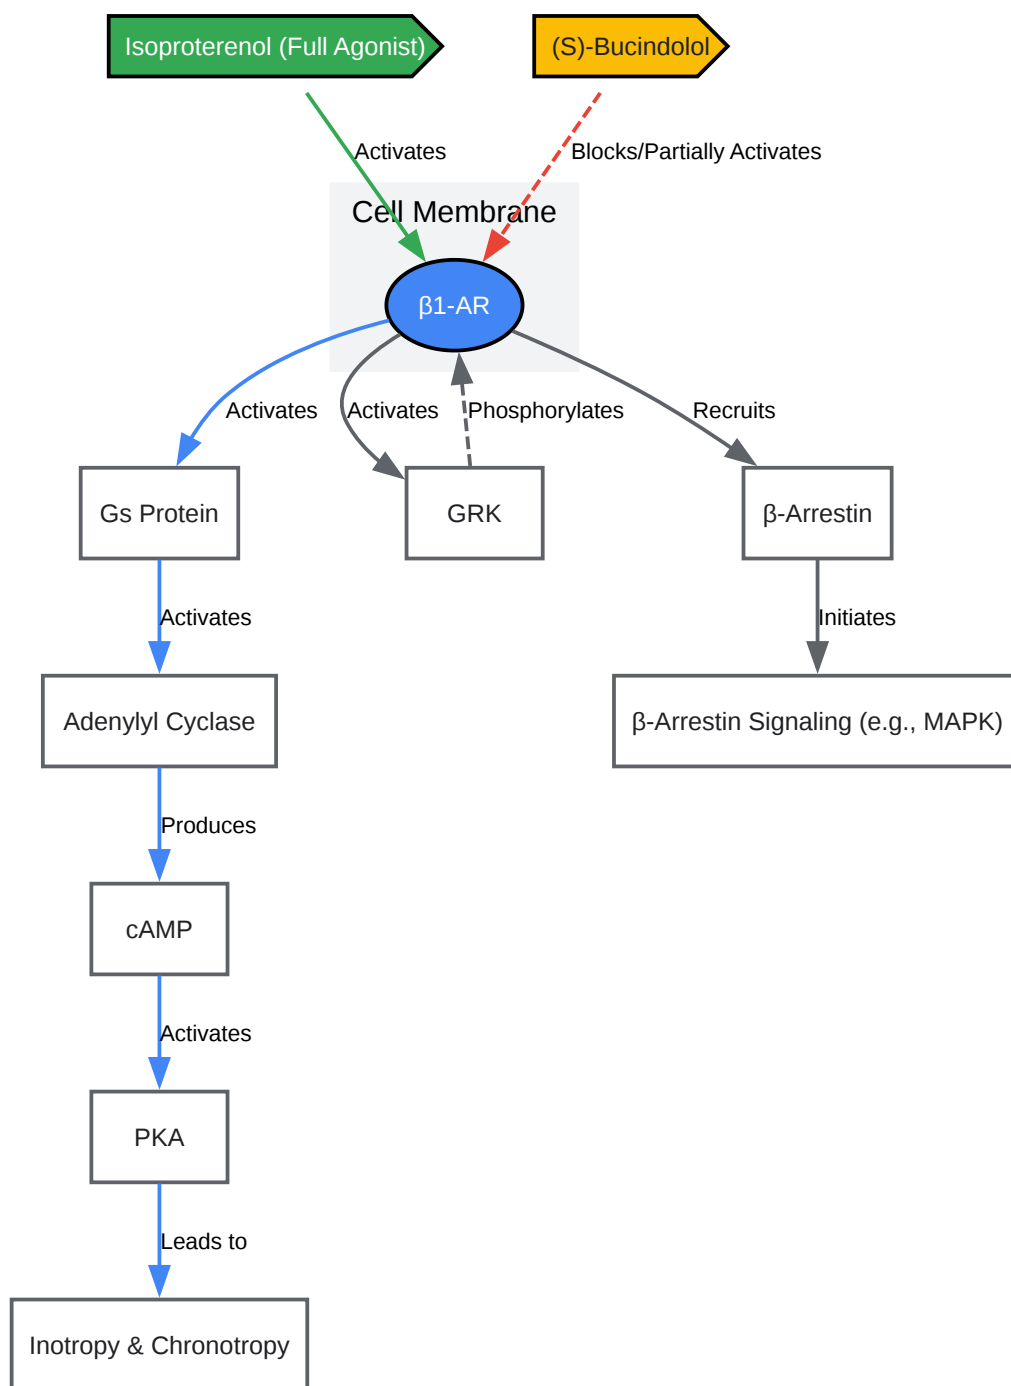 Isoproterenol (Full Agonist)
(S)-Bucindolol
Activates
Blocks/Partially Activates
Cell Membrane
β1-AR
Activates
Activates
Phosphorylates
Recruits
Gs Protein
GRK
β-Arrestin
Activates
Initiates
Adenylyl Cyclase
β-Arrestin Signaling (e.g., MAPK)
Produces
cAMP
Activates
PKA
Leads to
Inotropy & Chronotropy